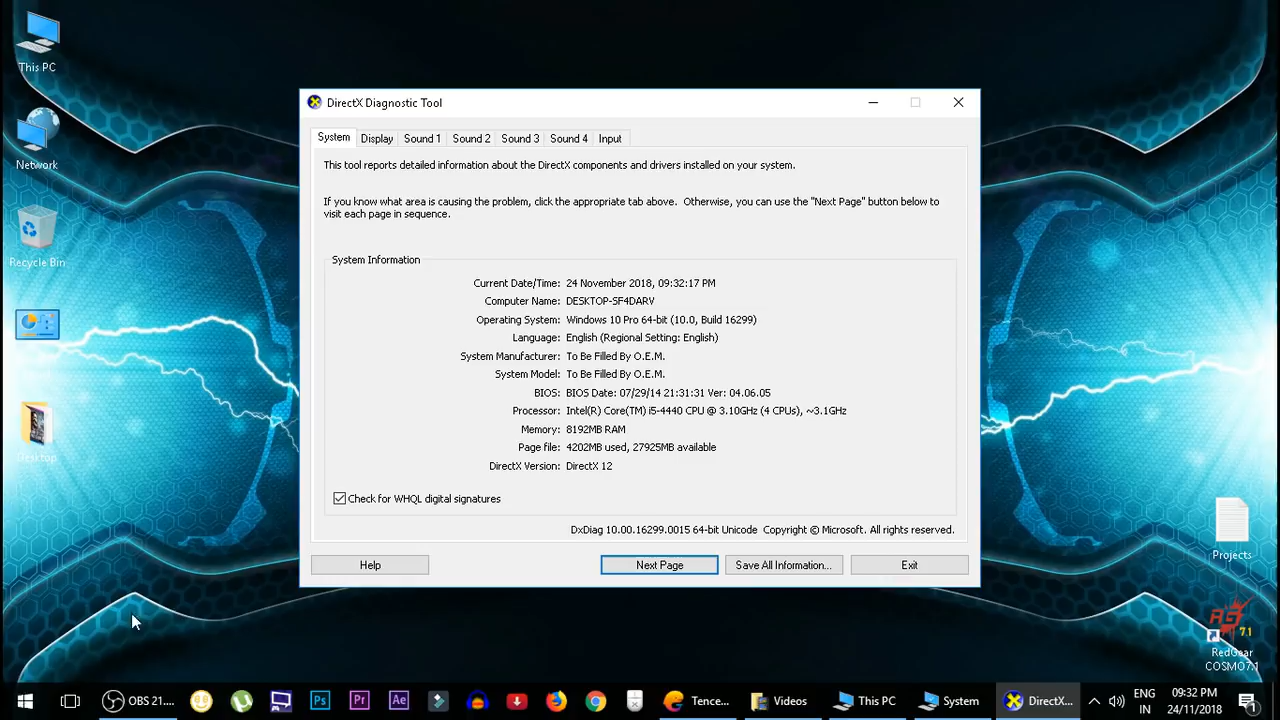 This PC
Network
Recycle Bin
Desktop
DirectX Diagnostic Tool
System Display Sound 1 Sound 2 Sound 3 Sound 4 Input
This tool reports detailed information about the DirectX components and drivers installed on your system.
If you know what area is causing the problem, click the appropriate tab above. Otherwise, you can use the "Next Page" button below to
visit each page in sequence.
System Information
Current Date/Time: 24 November 2018, 09:32:17 PM
Computer Name: DESKTOP-SF4DARV
Operating System: Windows 10 Pro 64-bit (10.0, Build 16299)
Language: English (Regional Setting: English)
System Manufacturer: To Be Filled By O.E.M.
System Model: To Be Filled By O.E.M.
BIOS: BIOS Date: 07/29/14 21:31:31 Ver: 04.06.05
Processor: Intel(R) Core(TM) i5-4440 CPU @ 3.10GHz (4 CPUs), ~3.1GHz
Memory: 8192MB RAM
Page file: 4202MB used, 27925MB available
DirectX Version: DirectX 12
Check for WHQL digital signatures
DxDiag 10.00.16299.0015 64-bit Unicode Copyright © Microsoft. All rights reserved.
Help Next Page Save All Information... Exit
Projects
RG 7.1
RedGear
COSMO7.1
OBS 21.... Ps Pr Ae Tence... Videos This PC System DirectX...
ENG
IN
09:32 PM
24/11/2018
1